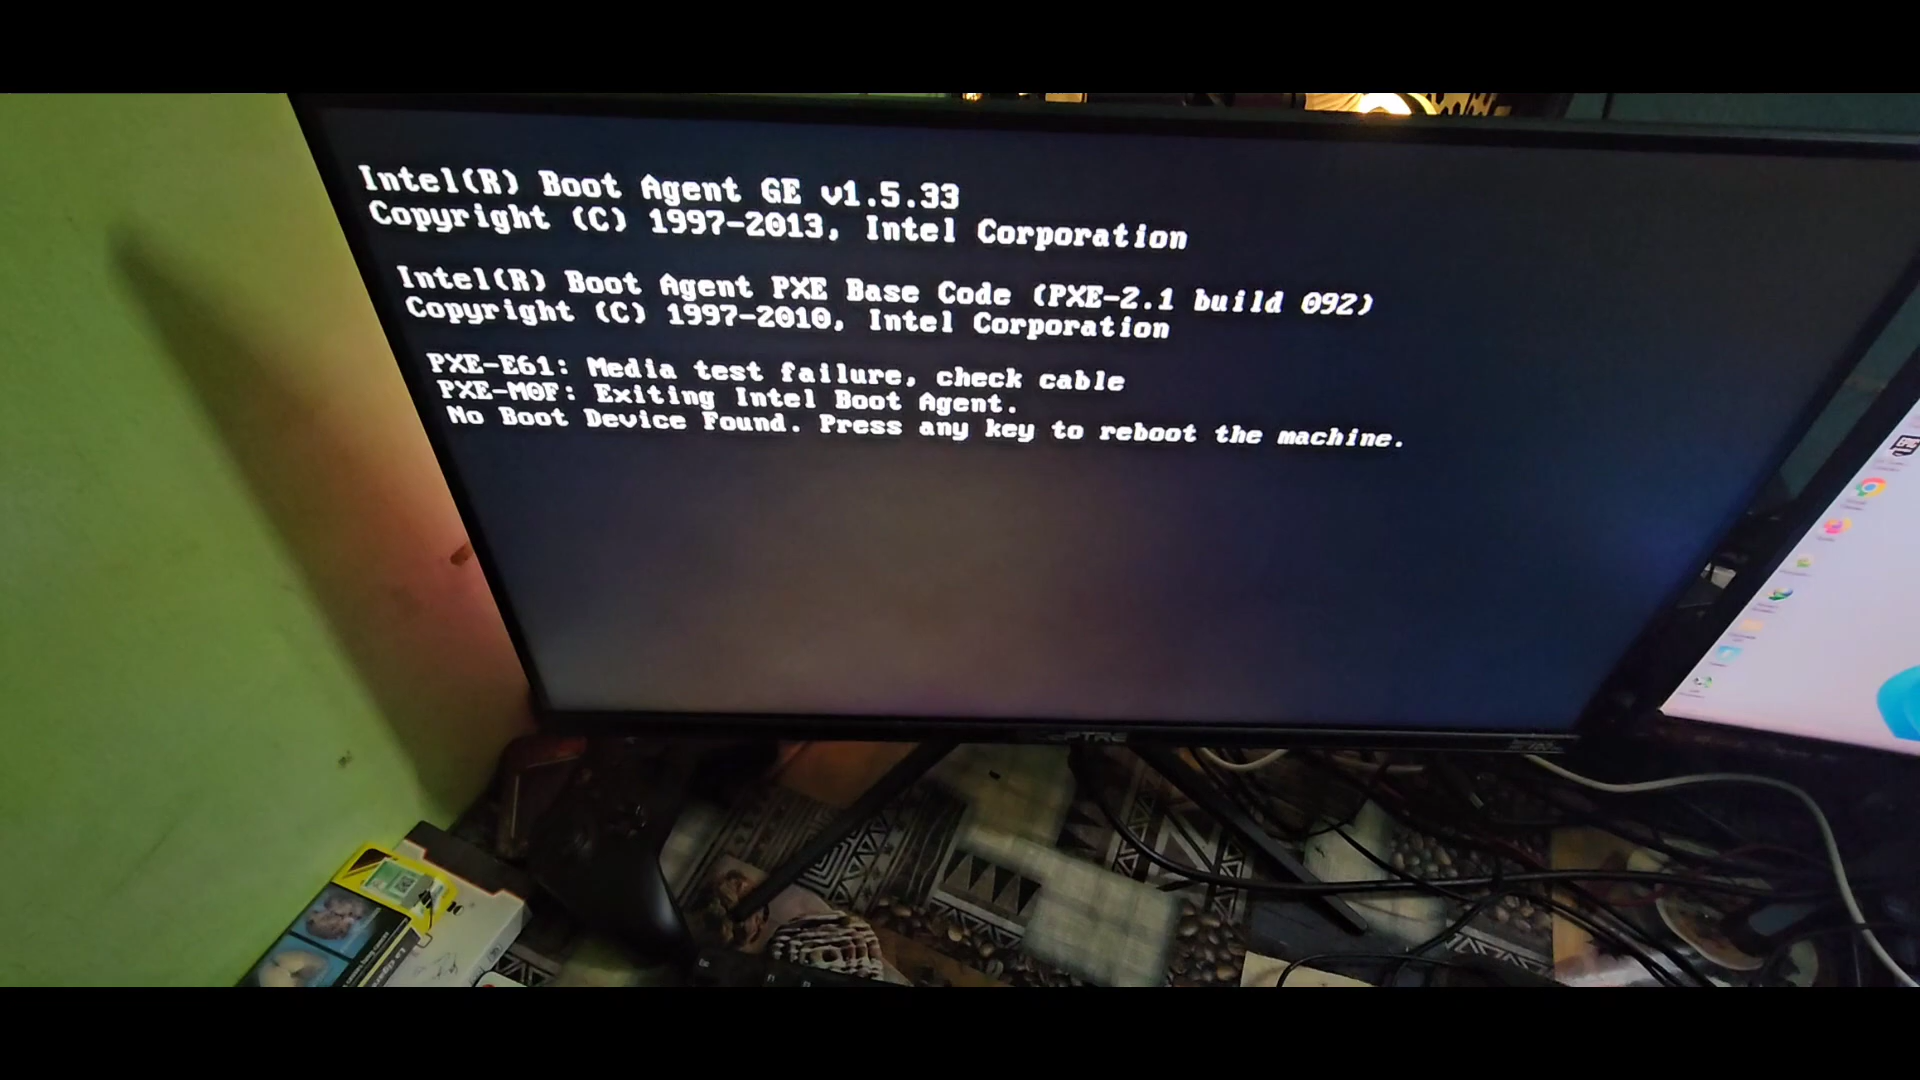 Intel(R) Boot Agent GE v1.5.33
Copyright (C) 1997-2013, Intel Corporation
Intel(R) Boot Agent PXE Base Code (PXE-2.1 build 092)
Copyright (C) 1997-2010, Intel Corporation
PXE-E61: Media test failure, check cable
PXE-M0F: Exiting Intel Boot Agent.
No Boot Device Found. Press any key to reboot the machine.
EPIC